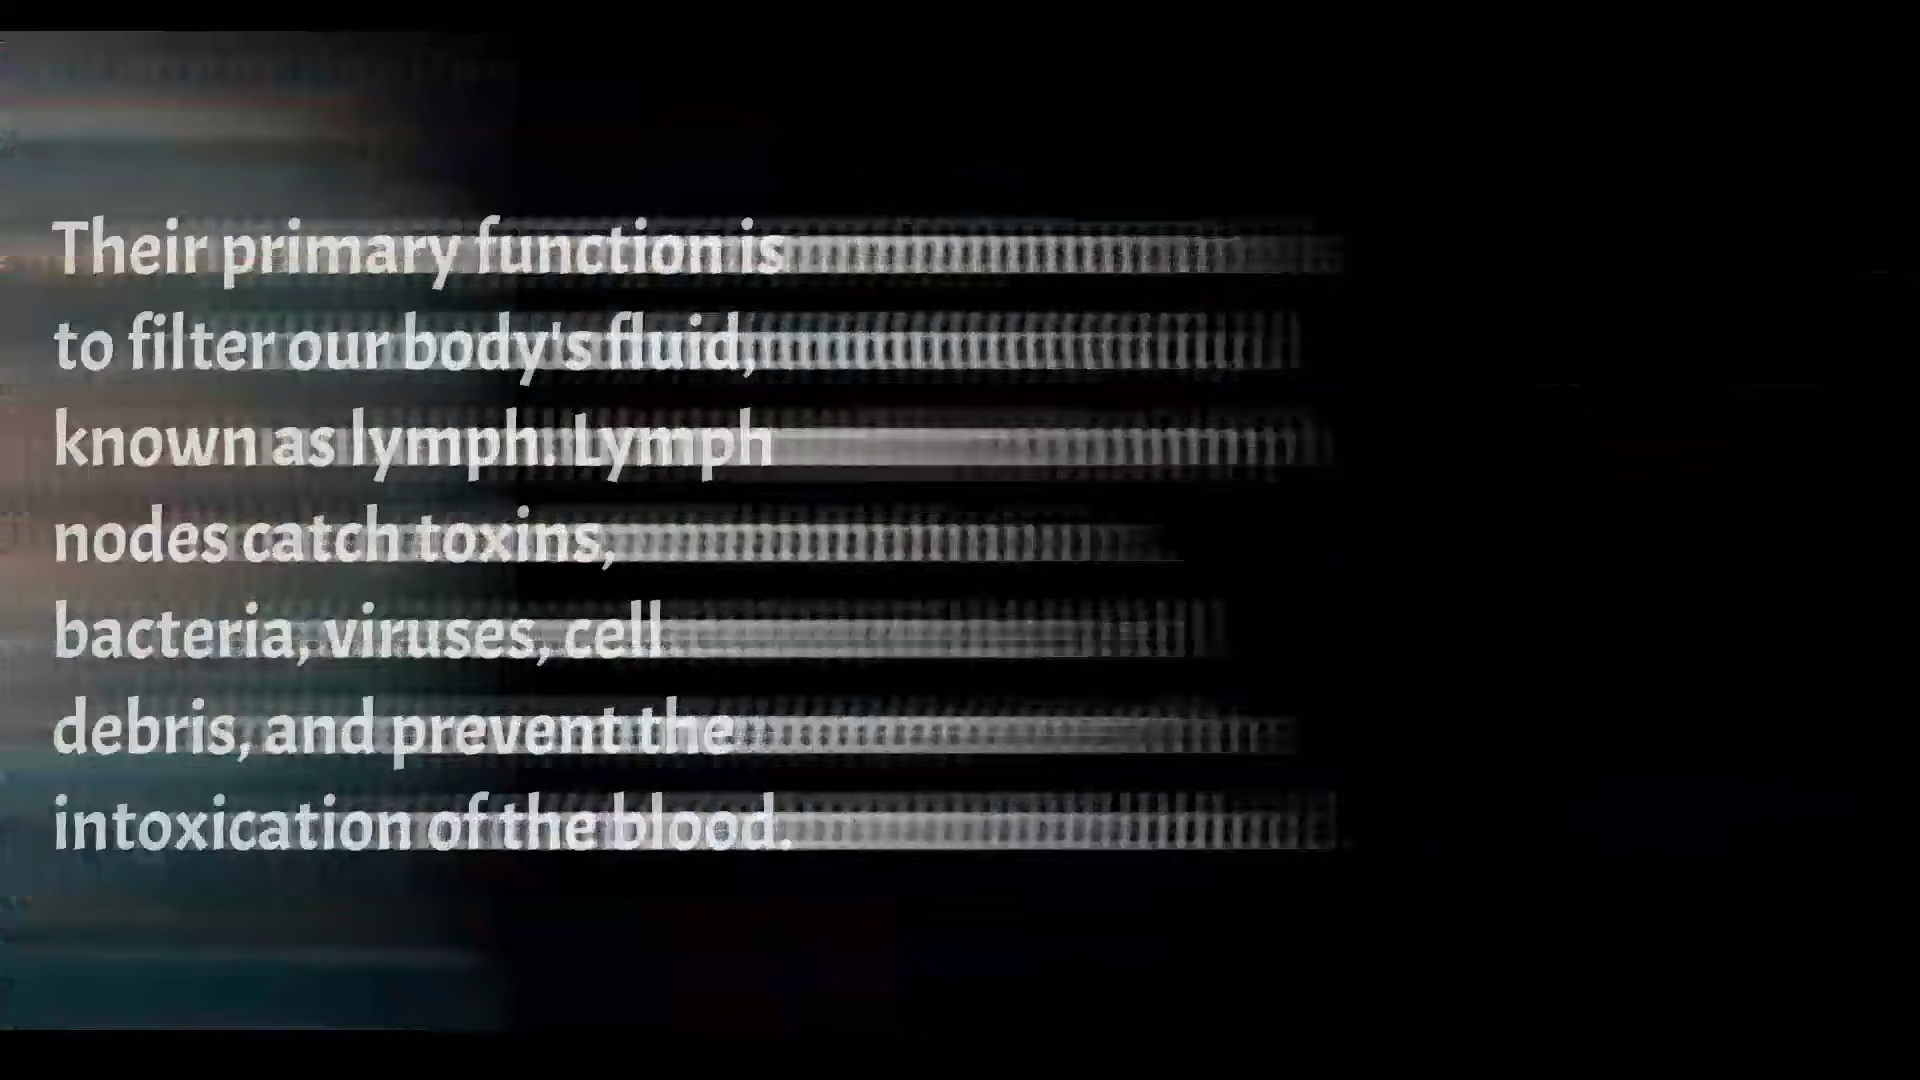 Their primary function is
to filter our body's fluid,
known as lymph. Lymph
nodes catch toxins,
bacteria, viruses, cell
debris, and prevent the
intoxication of the blood.